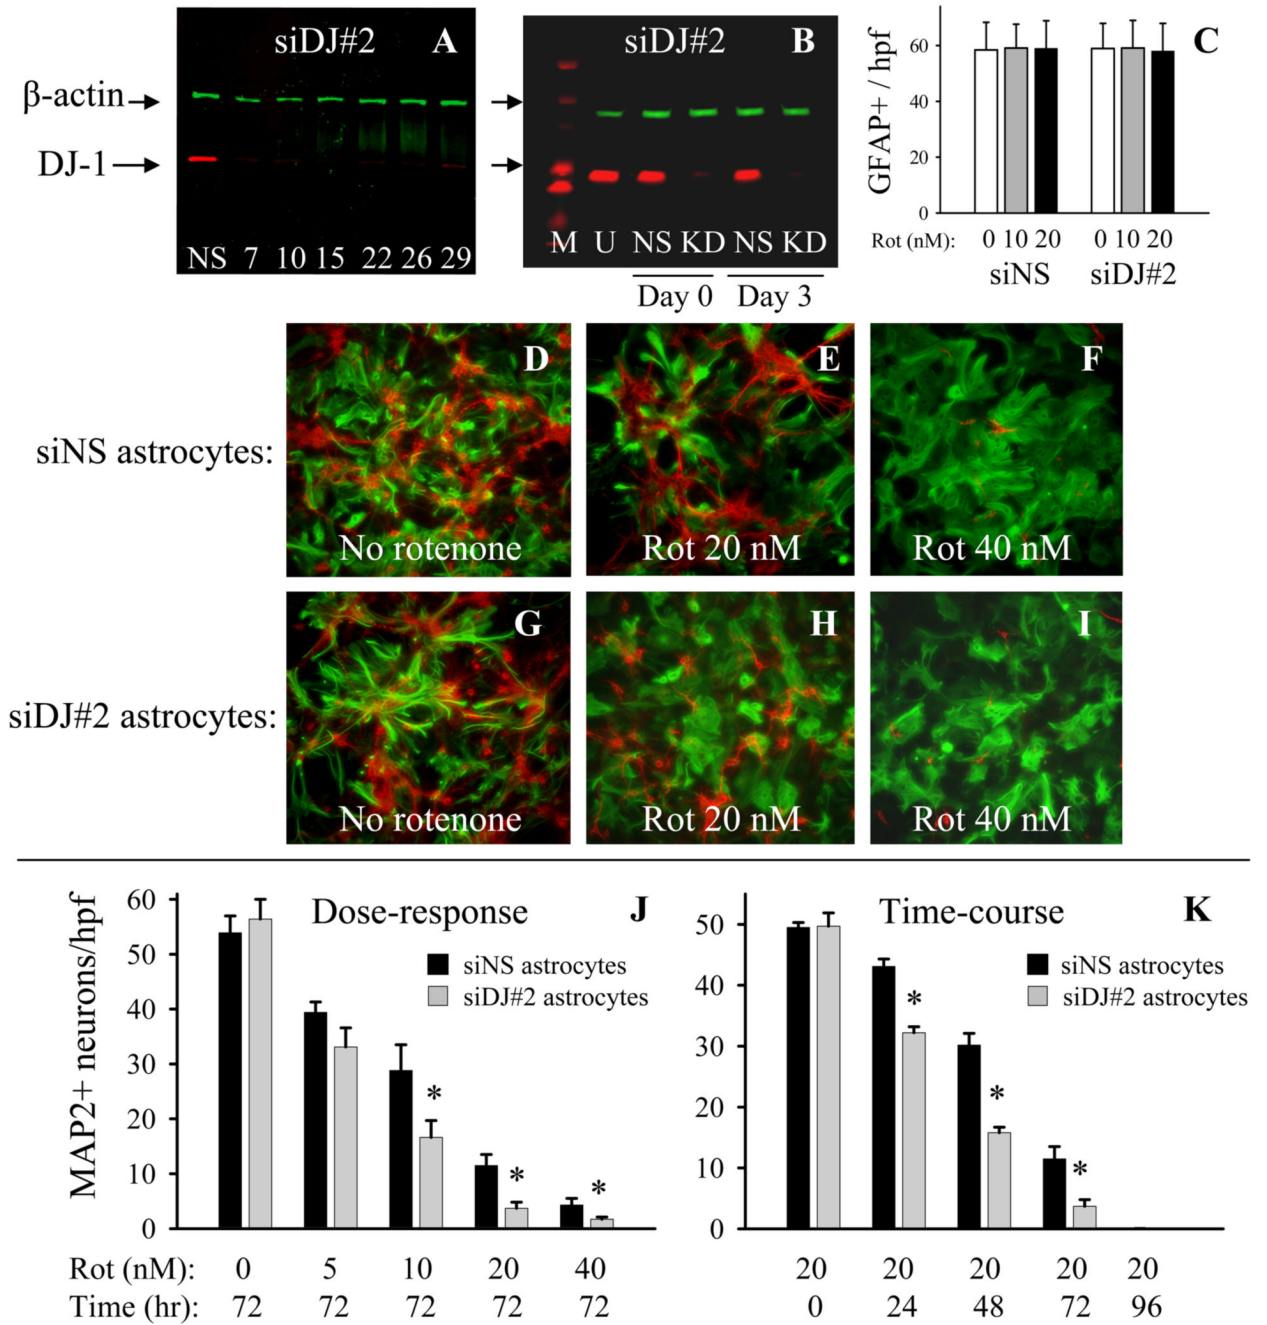 siDJ#2 A
β-actin
DJ-1
NS 7 10 15 22 26 29
siDJ#2 B
M U NS KD NS KD
Day 0 Day 3
C
GFAP+ / hpf
60
40
20
0
Rot (nM): 0 10 20 0 10 20
siNS siDJ#2
siNS astrocytes:
D
No rotenone
E
Rot 20 nM
F
Rot 40 nM
siDJ#2 astrocytes:
G
No rotenone
H
Rot 20 nM
I
Rot 40 nM
Dose-response J
MAP2+ neurons/hpf
60
50
40
30
20
10
0
siNS astrocytes
siDJ#2 astrocytes
* * *
Rot (nM): 0 5 10 20 40
Time (hr): 72 72 72 72 72
Time-course K
50
40
30
20
10
0
siNS astrocytes
siDJ#2 astrocytes
* * *
20 20 20 20 20
0 24 48 72 96